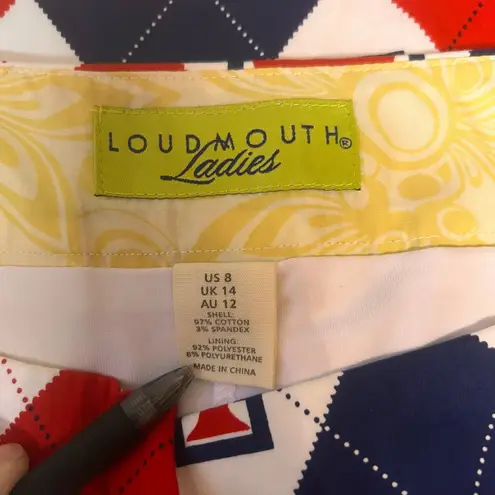 LOUDMOUTH®
Ladies
US 8
UK 14
AU 12
SHELL:
97% COTTON
3% SPANDEX
LINING:
92% POLYESTER
8% POLYURETHANE
MADE IN CHINA